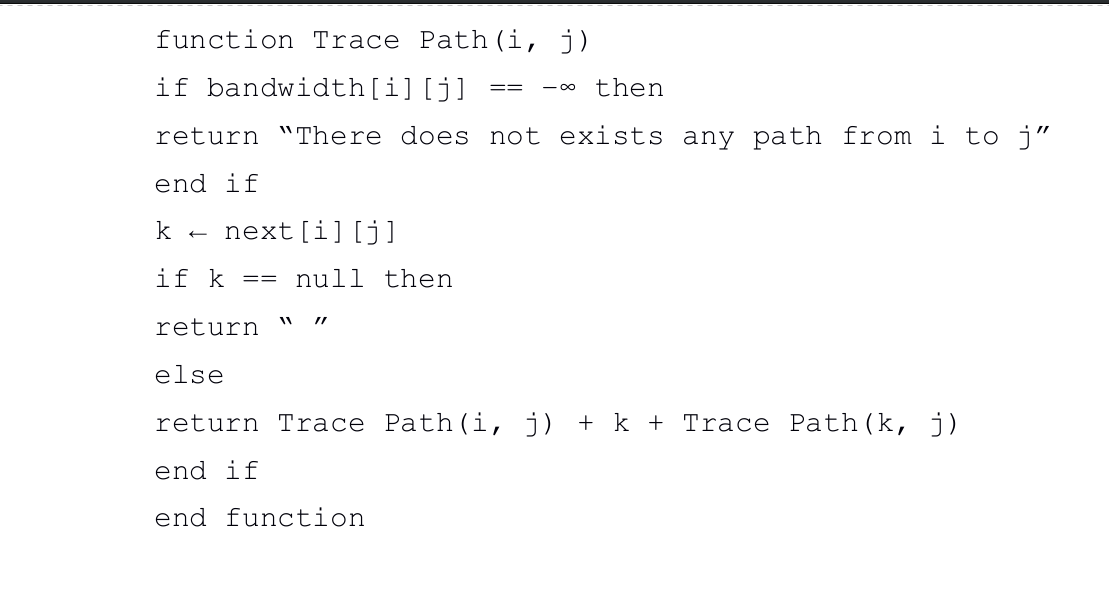 function Trace Path(i, j)
if bandwidth[i][j] == −∞ then
return “There does not exists any path from i to j”
end if
k ← next[i][j]
if k == null then
return “ ”
else
return Trace Path(i, j) + k + Trace Path(k, j)
end if
end function